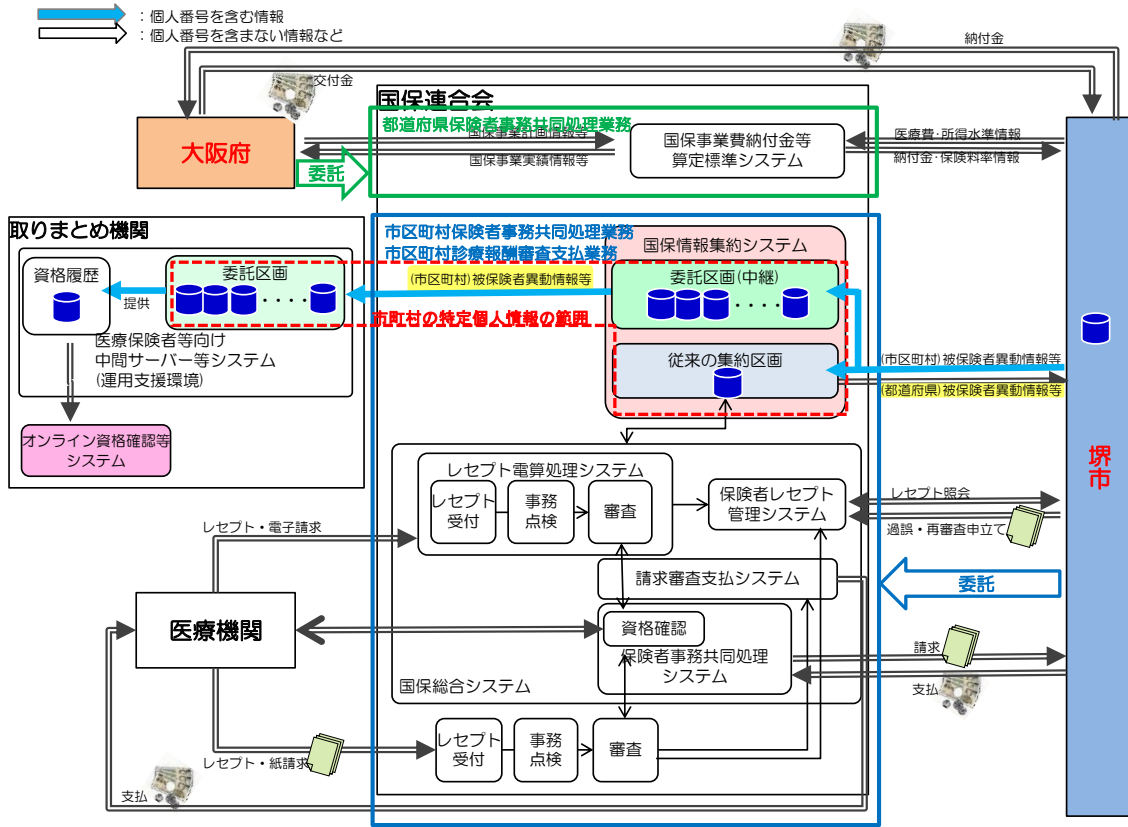 ：個人番号を含む情報
：個人番号を含まない情報など
納付金
交付金
国保連合会
都道府県保険者事務共同処理業務
大阪府
国保事業計画情報等
国保事業実績情報等
委託
国保事業費納付金等
算定標準システム
医療費・所得水準情報
納付金・保険料率情報
取りまとめ機関
資格履歴
提供
委託区画
・・・・
医療保険者等向け
中間サーバー等システム
(運用支援環境)
オンライン資格確認等
システム
市区町村保険者事務共同処理業務
市区町村診療報酬審査支払業務
(市区町村)被保険者異動情報等
市町村の特定個人情報の範囲
国保情報集約システム
委託区画(中継)
・・・・
従来の集約区画
(市区町村)被保険者異動情報等
(都道府県)被保険者異動情報等
堺市
レセプト電算処理システム
レセプト
受付
事務
点検
審査
保険者レセプト
管理システム
レセプト照会
過誤・再審査申立て
レセプト・電子請求
請求審査支払システム
委託
医療機関
資格確認
保険者事務共同処理
システム
請求
支払
国保総合システム
レセプト
受付
事務
点検
審査
レセプト・紙請求
支払